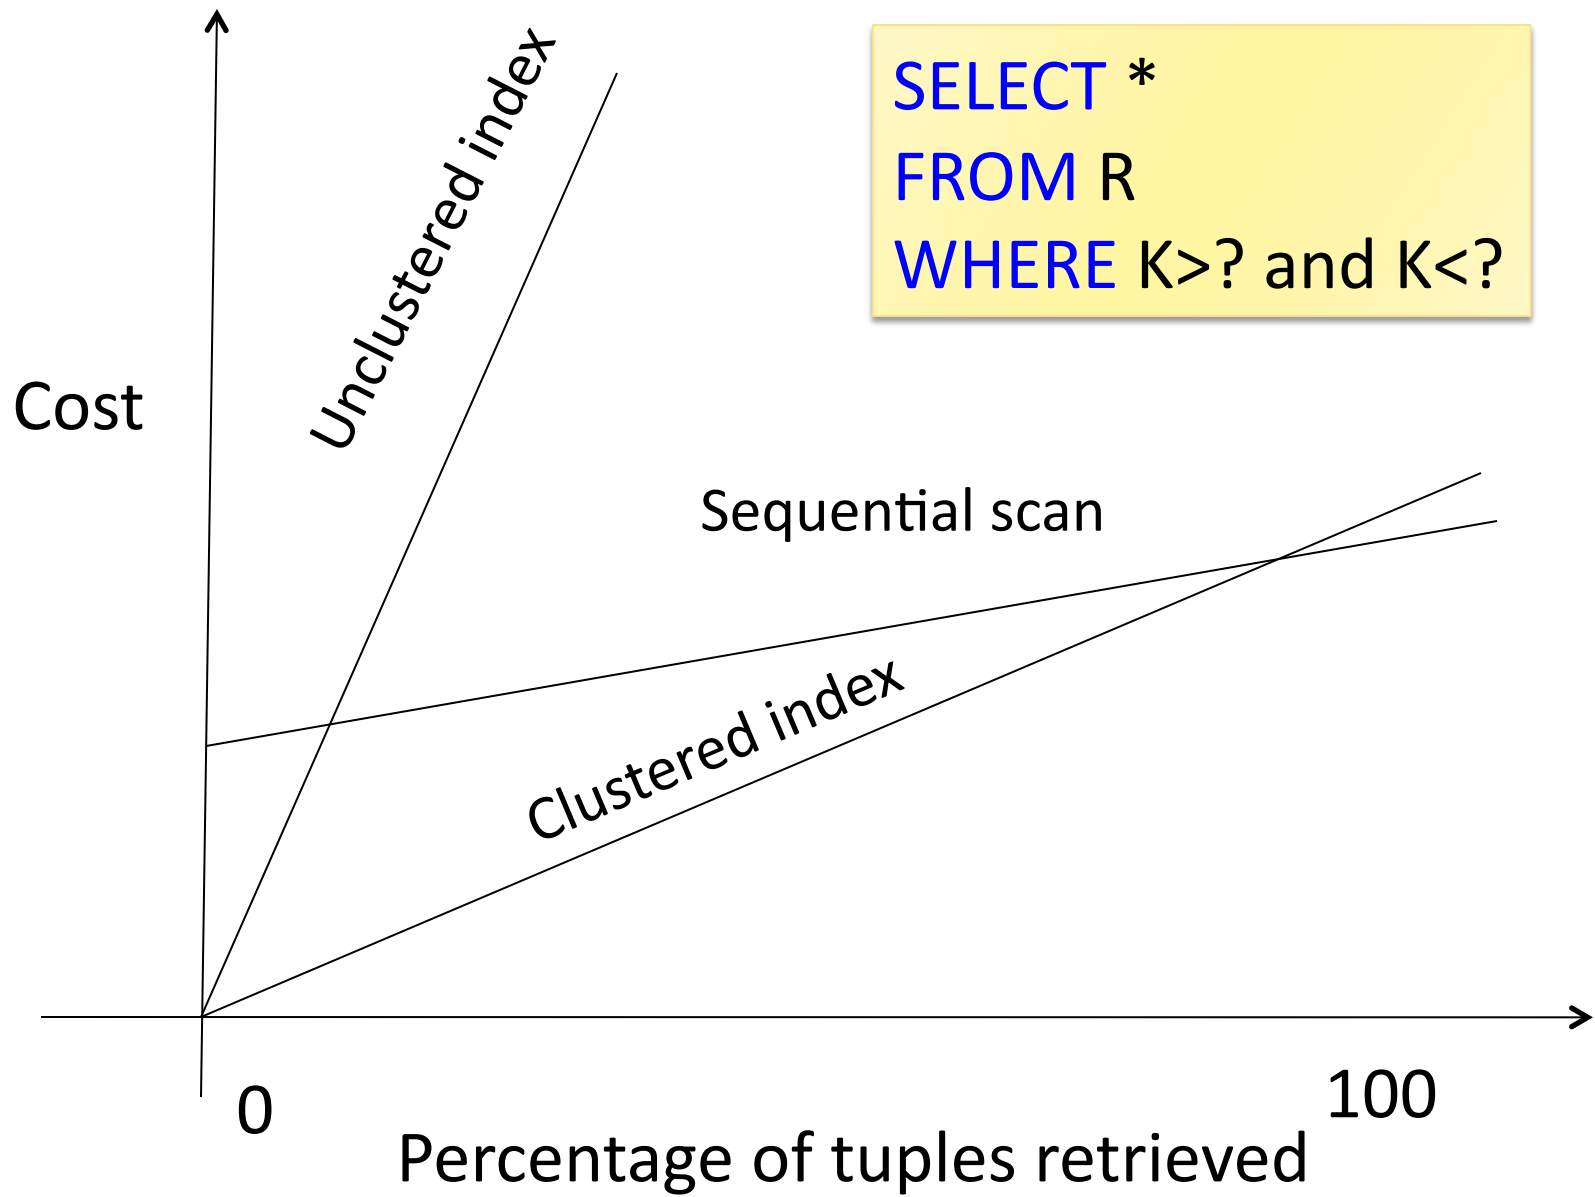 SELECT *
FROM R
WHERE K>? and K<?
Unclustered index
Cost
Sequential scan
Clustered index
0
100
Percentage of tuples retrieved